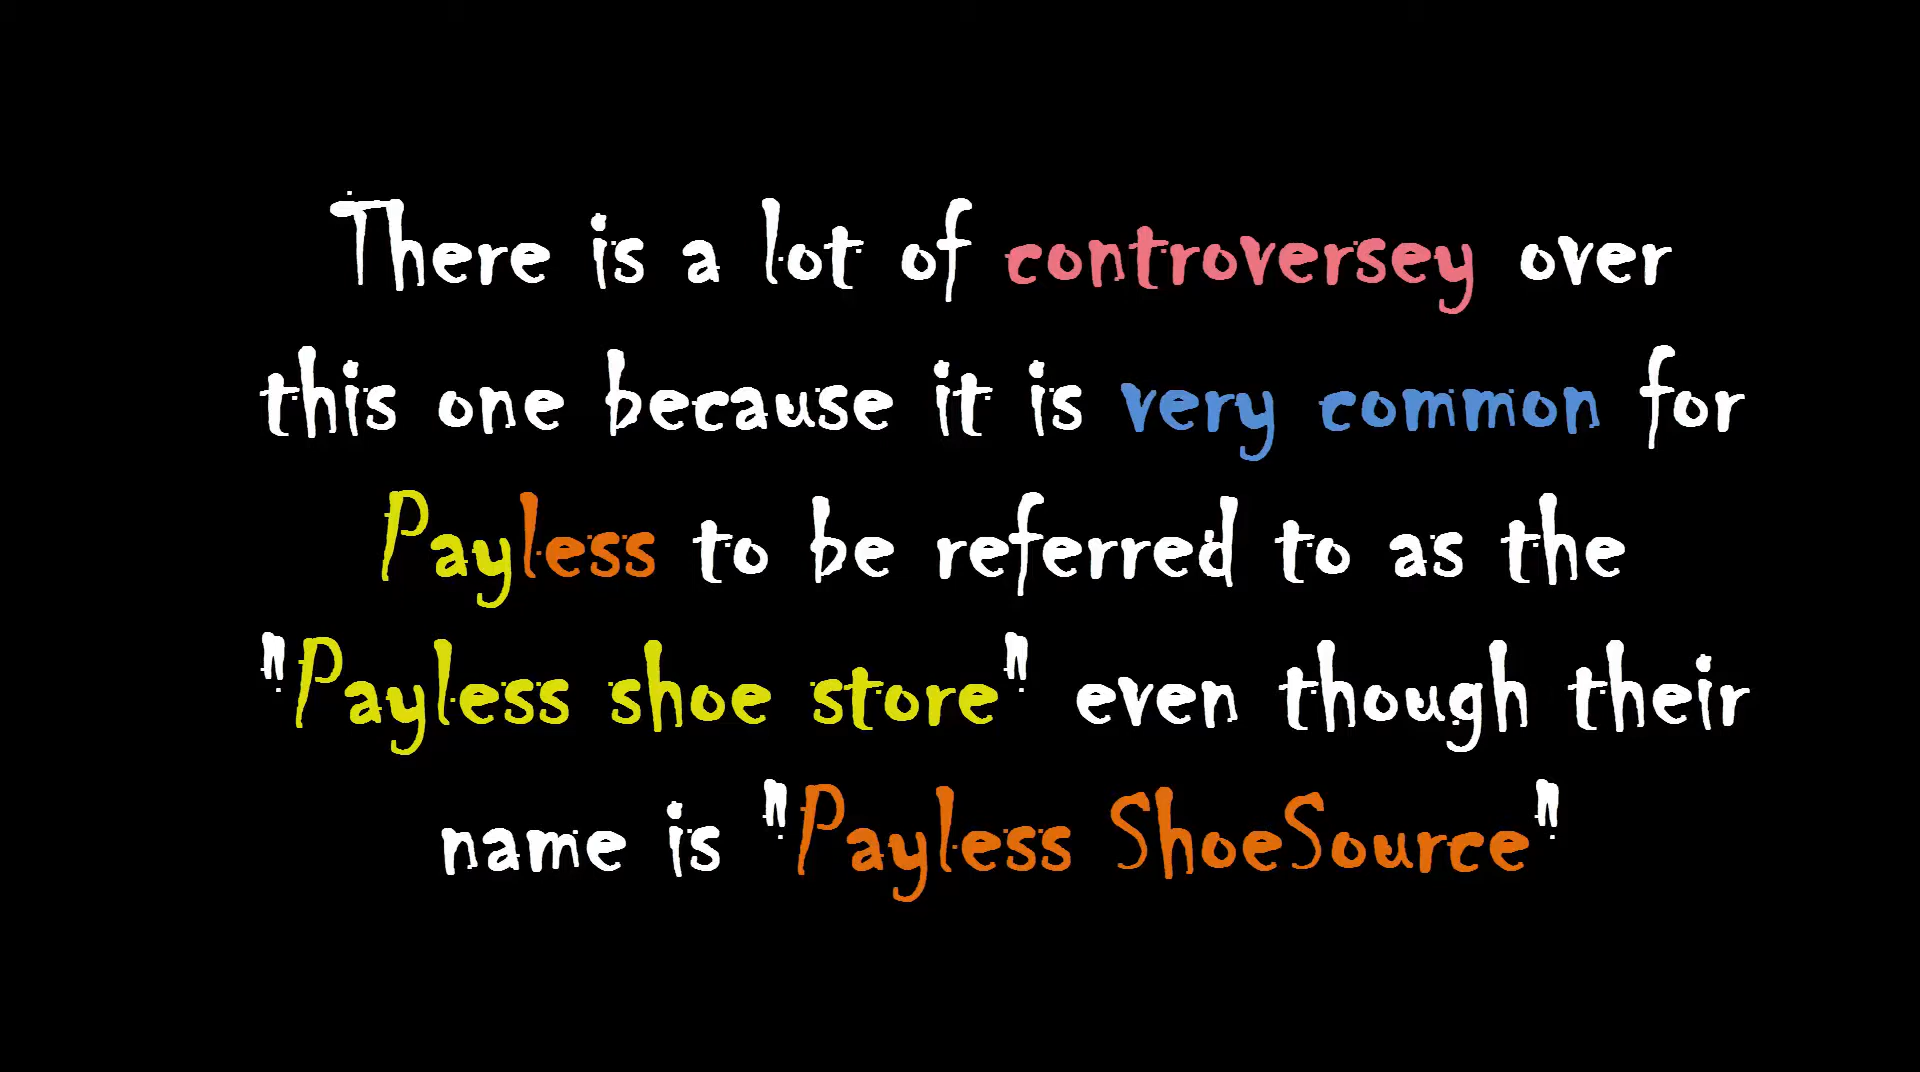 There is a lot of controversey over
this one because it is very common for
Payless to be referred to as the
"Payless shoe store" even though their
name is "Payless ShoeSource"